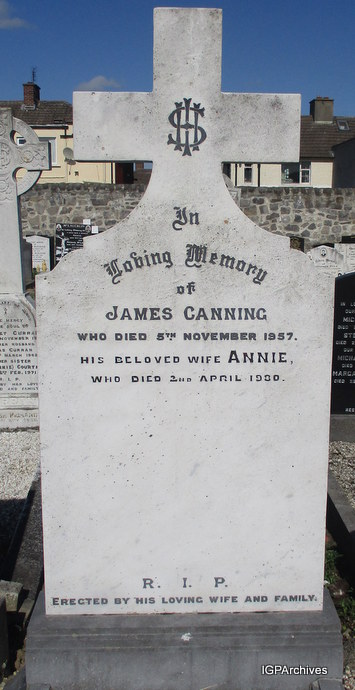 IHS
In
Loving Memory
of
JAMES CANNING
WHO DIED 5TH NOVEMBER 1957.
HIS BELOVED WIFE ANNIE,
WHO DIED 2ND APRIL 1980.
R. I. P.
ERECTED BY HIS LOVING WIFE AND FAMILY.
IGPArchives